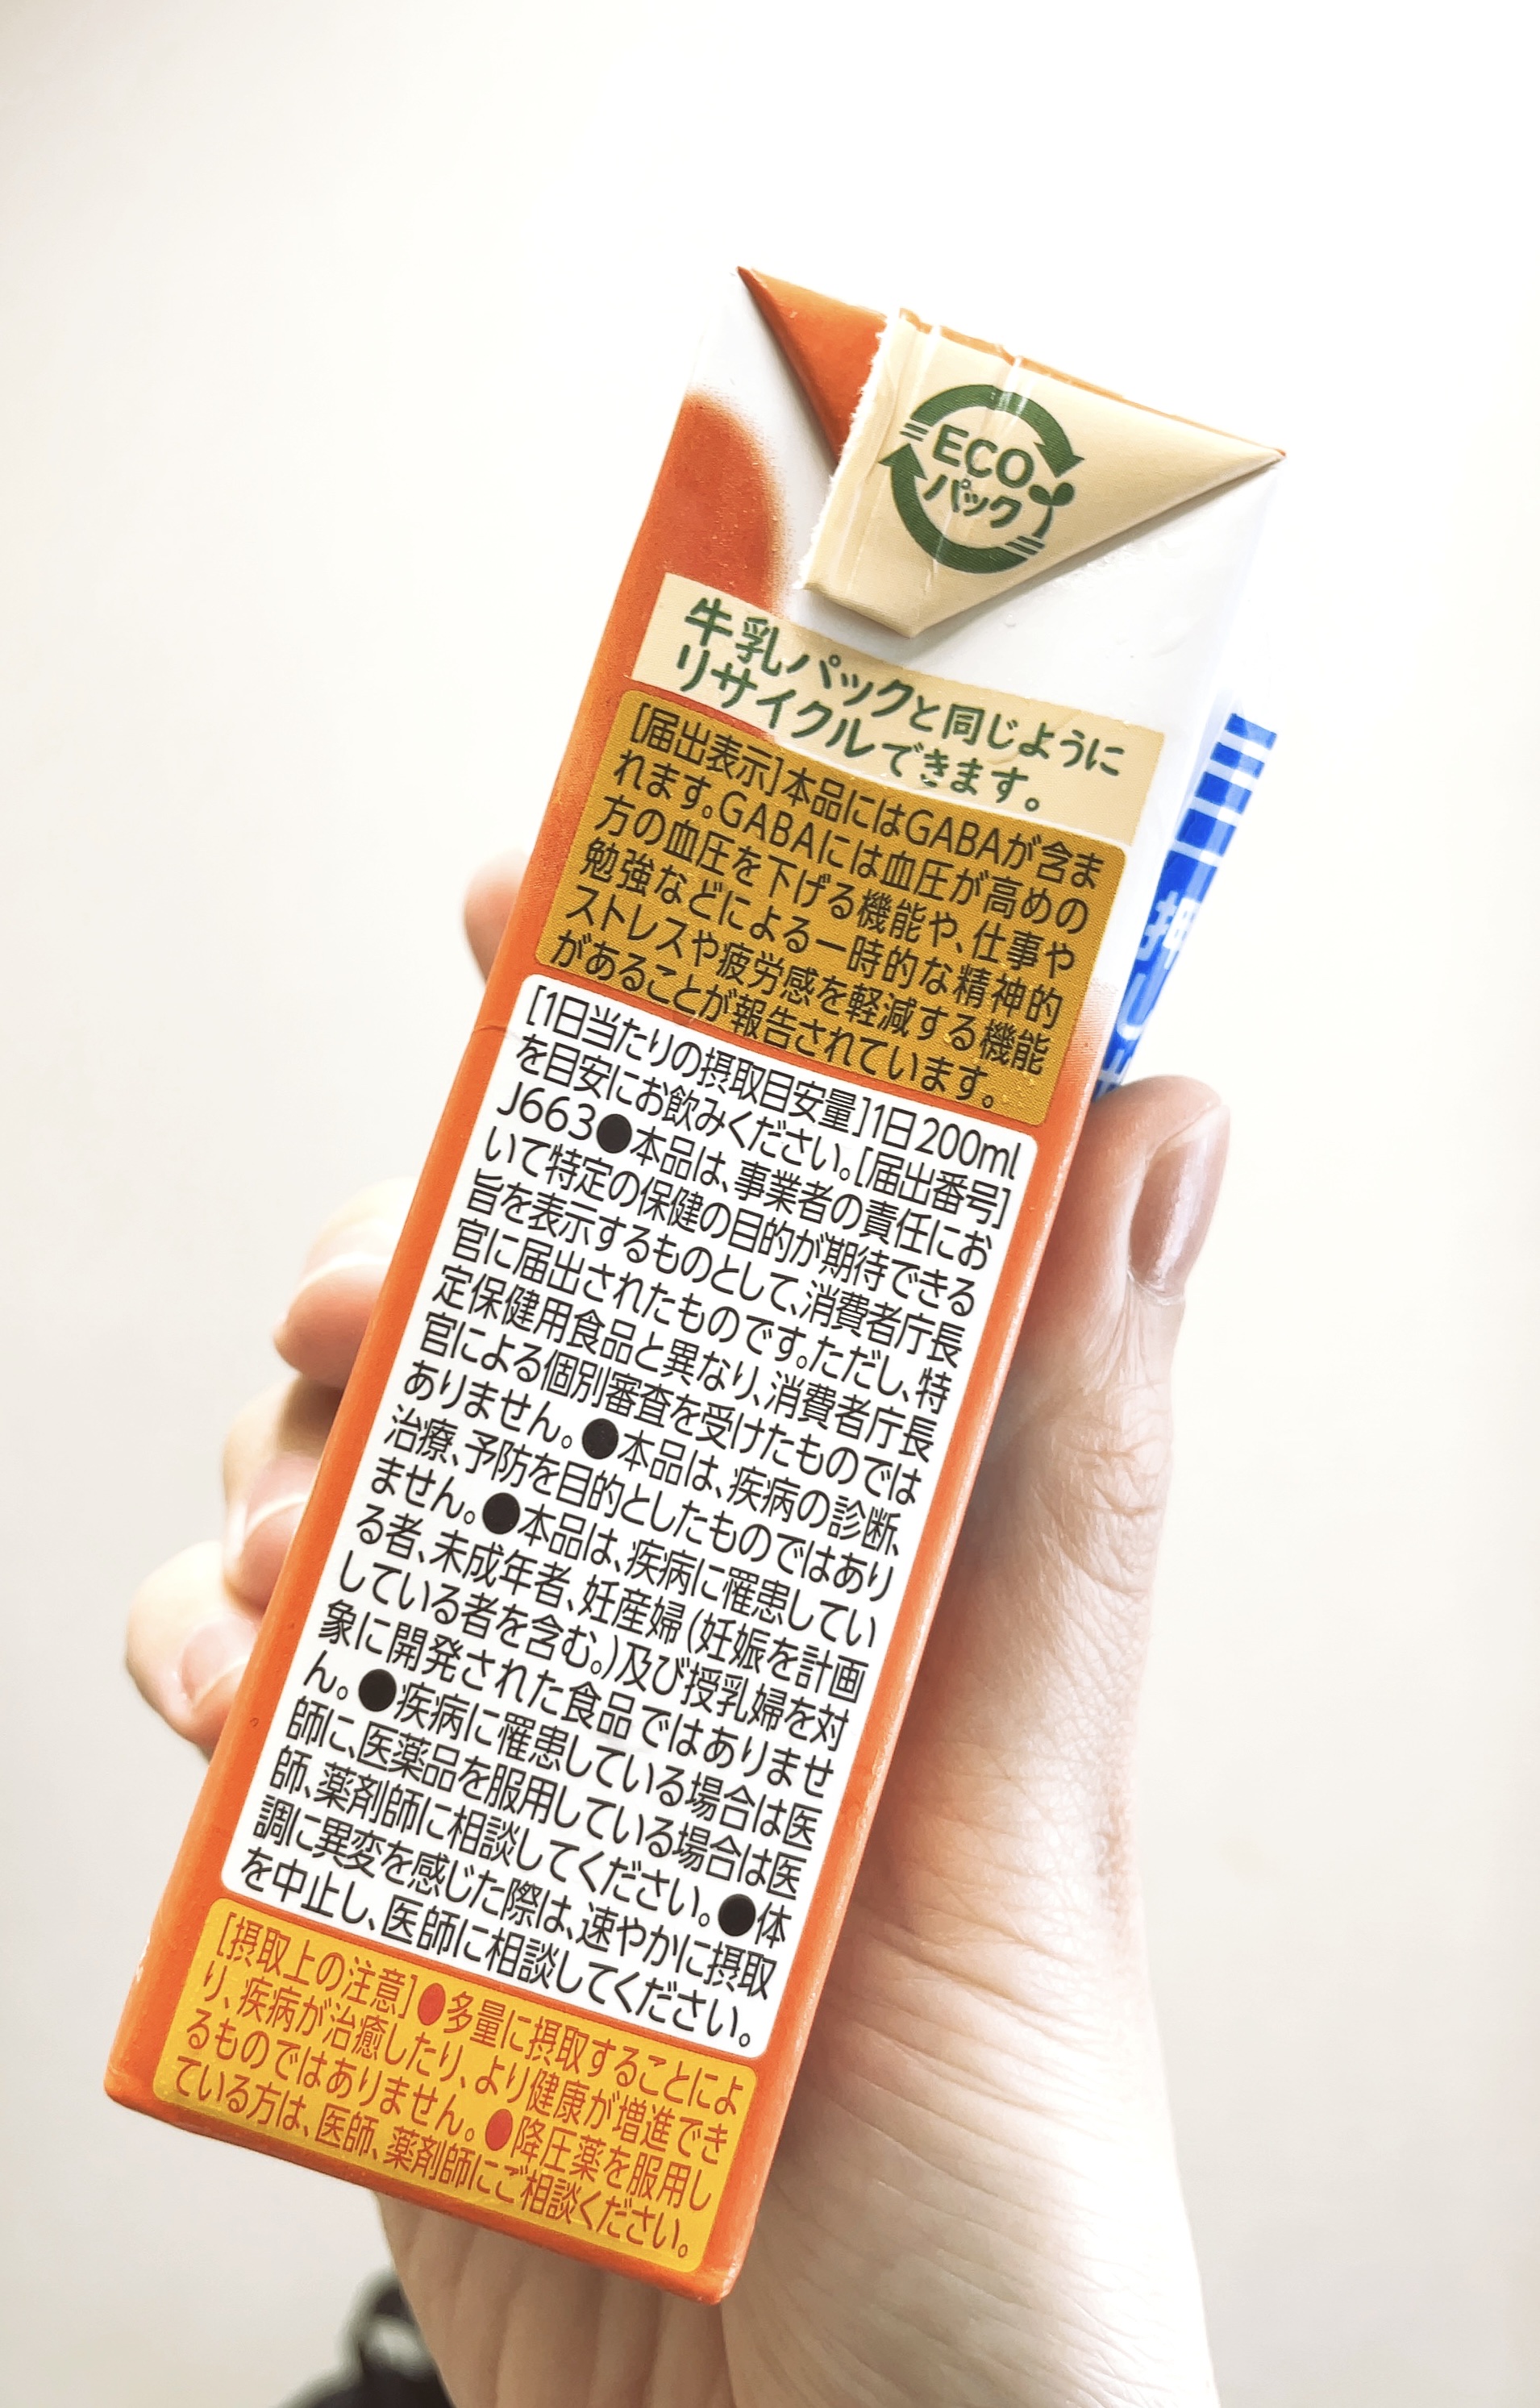 ECO
パック
牛乳パックと同じように
リサイクルできます。
[届出表示]本品にはGABAが含ま
れます。GABAには血圧が高めの
方の血圧を下げる機能や、仕事や
勉強などによる一時的な精神的
ストレスや疲労感を軽減する機能
があることが報告されています。
[1日当たりの摂取目安量]1日200ml
を目安にお飲みください。[届出番号]
J663●本品は、事業者の責任にお
いて特定の保健の目的が期待できる
旨を表示するものとして、消費者庁長
官に届出されたものです。ただし、特
定保健用食品と異なり、消費者庁長
官による個別審査を受けたものでは
ありません。●本品は、疾病の診断、
治療、予防を目的としたものではあり
ません。●本品は、疾病に罹患してい
る者、未成年者、妊産婦(妊娠を計画
している者を含む。)及び授乳婦を対
象に開発された食品ではありませ
ん。●疾病に罹患している場合は医
師に、医薬品を服用している場合は医
師、薬剤師に相談してください。●体
調に異変を感じた際は、速やかに摂取
を中止し、医師に相談してください。
[摂取上の注意]●多量に摂取することによ
り、疾病が治癒したり、より健康が増進でき
るものではありません。●降圧薬を服用し
ている方は、医師、薬剤師にご相談ください。
押し